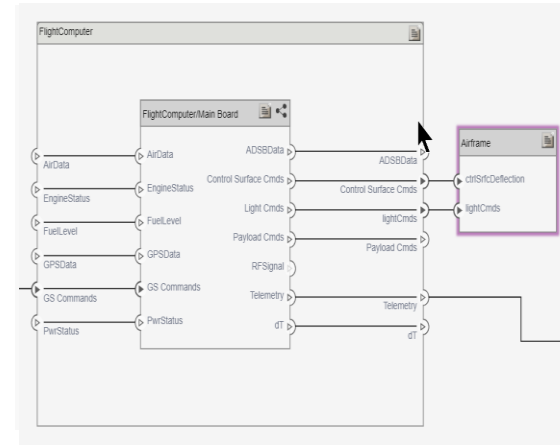 FlightComputer
FlightComputer/Main Board
Airframe
AirData
AirData
ADSBData
ADSBData
EngineStatus
EngineStatus
Control Surface Cmds
Control Surface Cmds
ctrlSrfcDeflection
FuelLevel
FuelLevel
Light Cmds
lightCmds
lightCmds
GPSData
GPSData
Payload Cmds
Payload Cmds
RFSignal
GS Commands
GS Commands
Telemetry
Telemetry
PwrStatus
PwrStatus
dT
dT